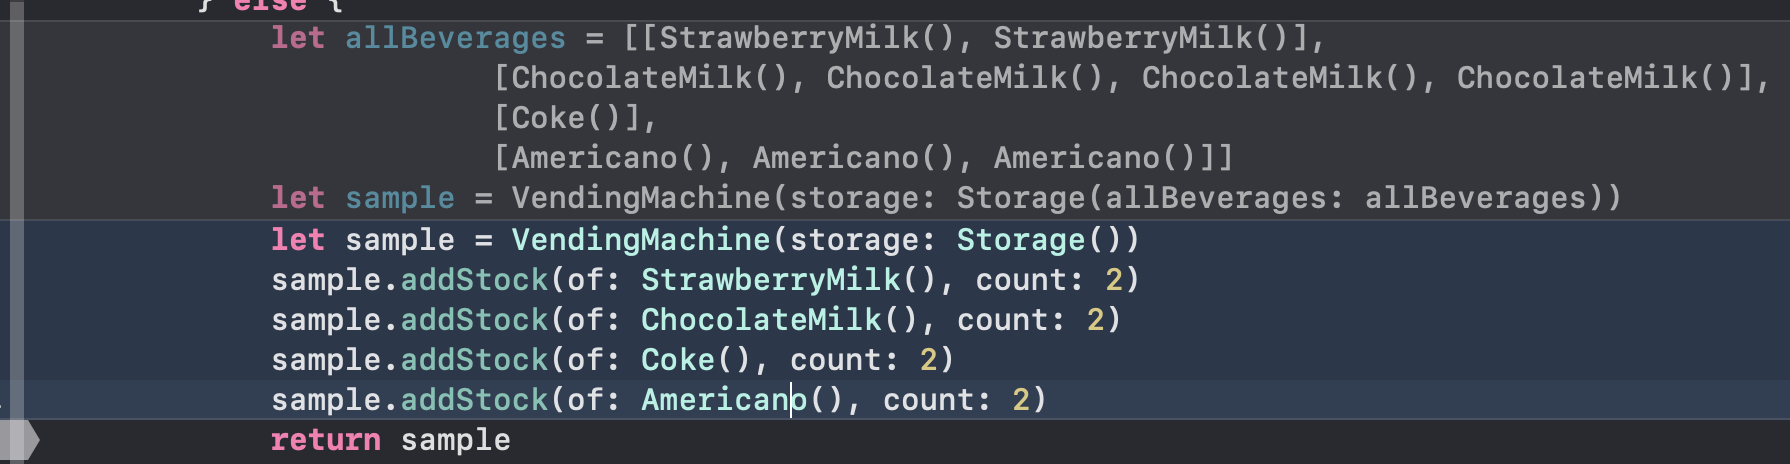 } else {
let allBeverages = [[StrawberryMilk(), StrawberryMilk()],
[ChocolateMilk(), ChocolateMilk(), ChocolateMilk(), ChocolateMilk()],
[Coke()],
[Americano(), Americano(), Americano()]]
let sample = VendingMachine(storage: Storage(allBeverages: allBeverages))
let sample = VendingMachine(storage: Storage())
sample.addStock(of: StrawberryMilk(), count: 2)
sample.addStock(of: ChocolateMilk(), count: 2)
sample.addStock(of: Coke(), count: 2)
sample.addStock(of: Americano(), count: 2)
return sample